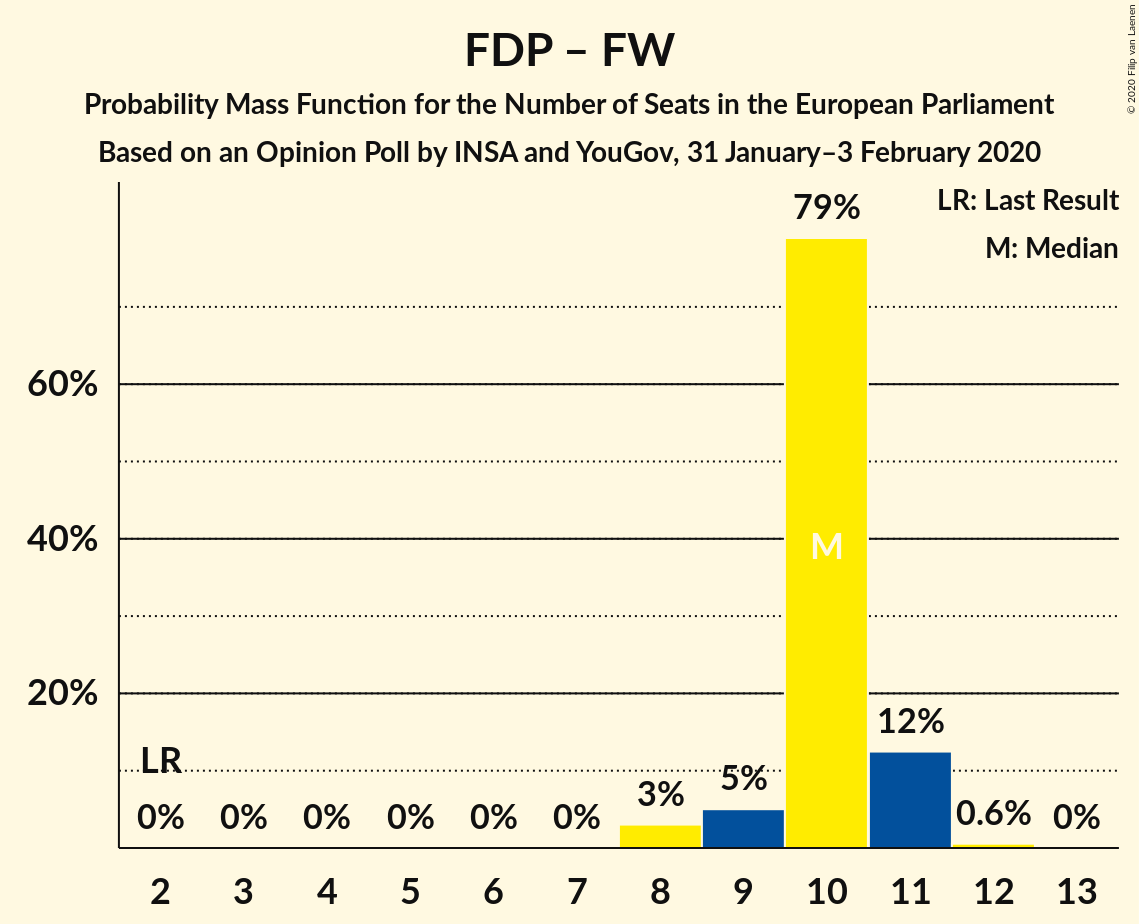 FDP – FW
Probability Mass Function for the Number of Seats in the European Parliament
Based on an Opinion Poll by INSA and YouGov, 31 January–3 February 2020
© 2020 Filip van Laenen
LR: Last Result
M: Median
79%
60%
40%
M
20%
12%
LR
5%
3%
0% 0% 0% 0% 0% 0% 0.6% 0%
2 3 4 5 6 7 8 9 10 11 12 13